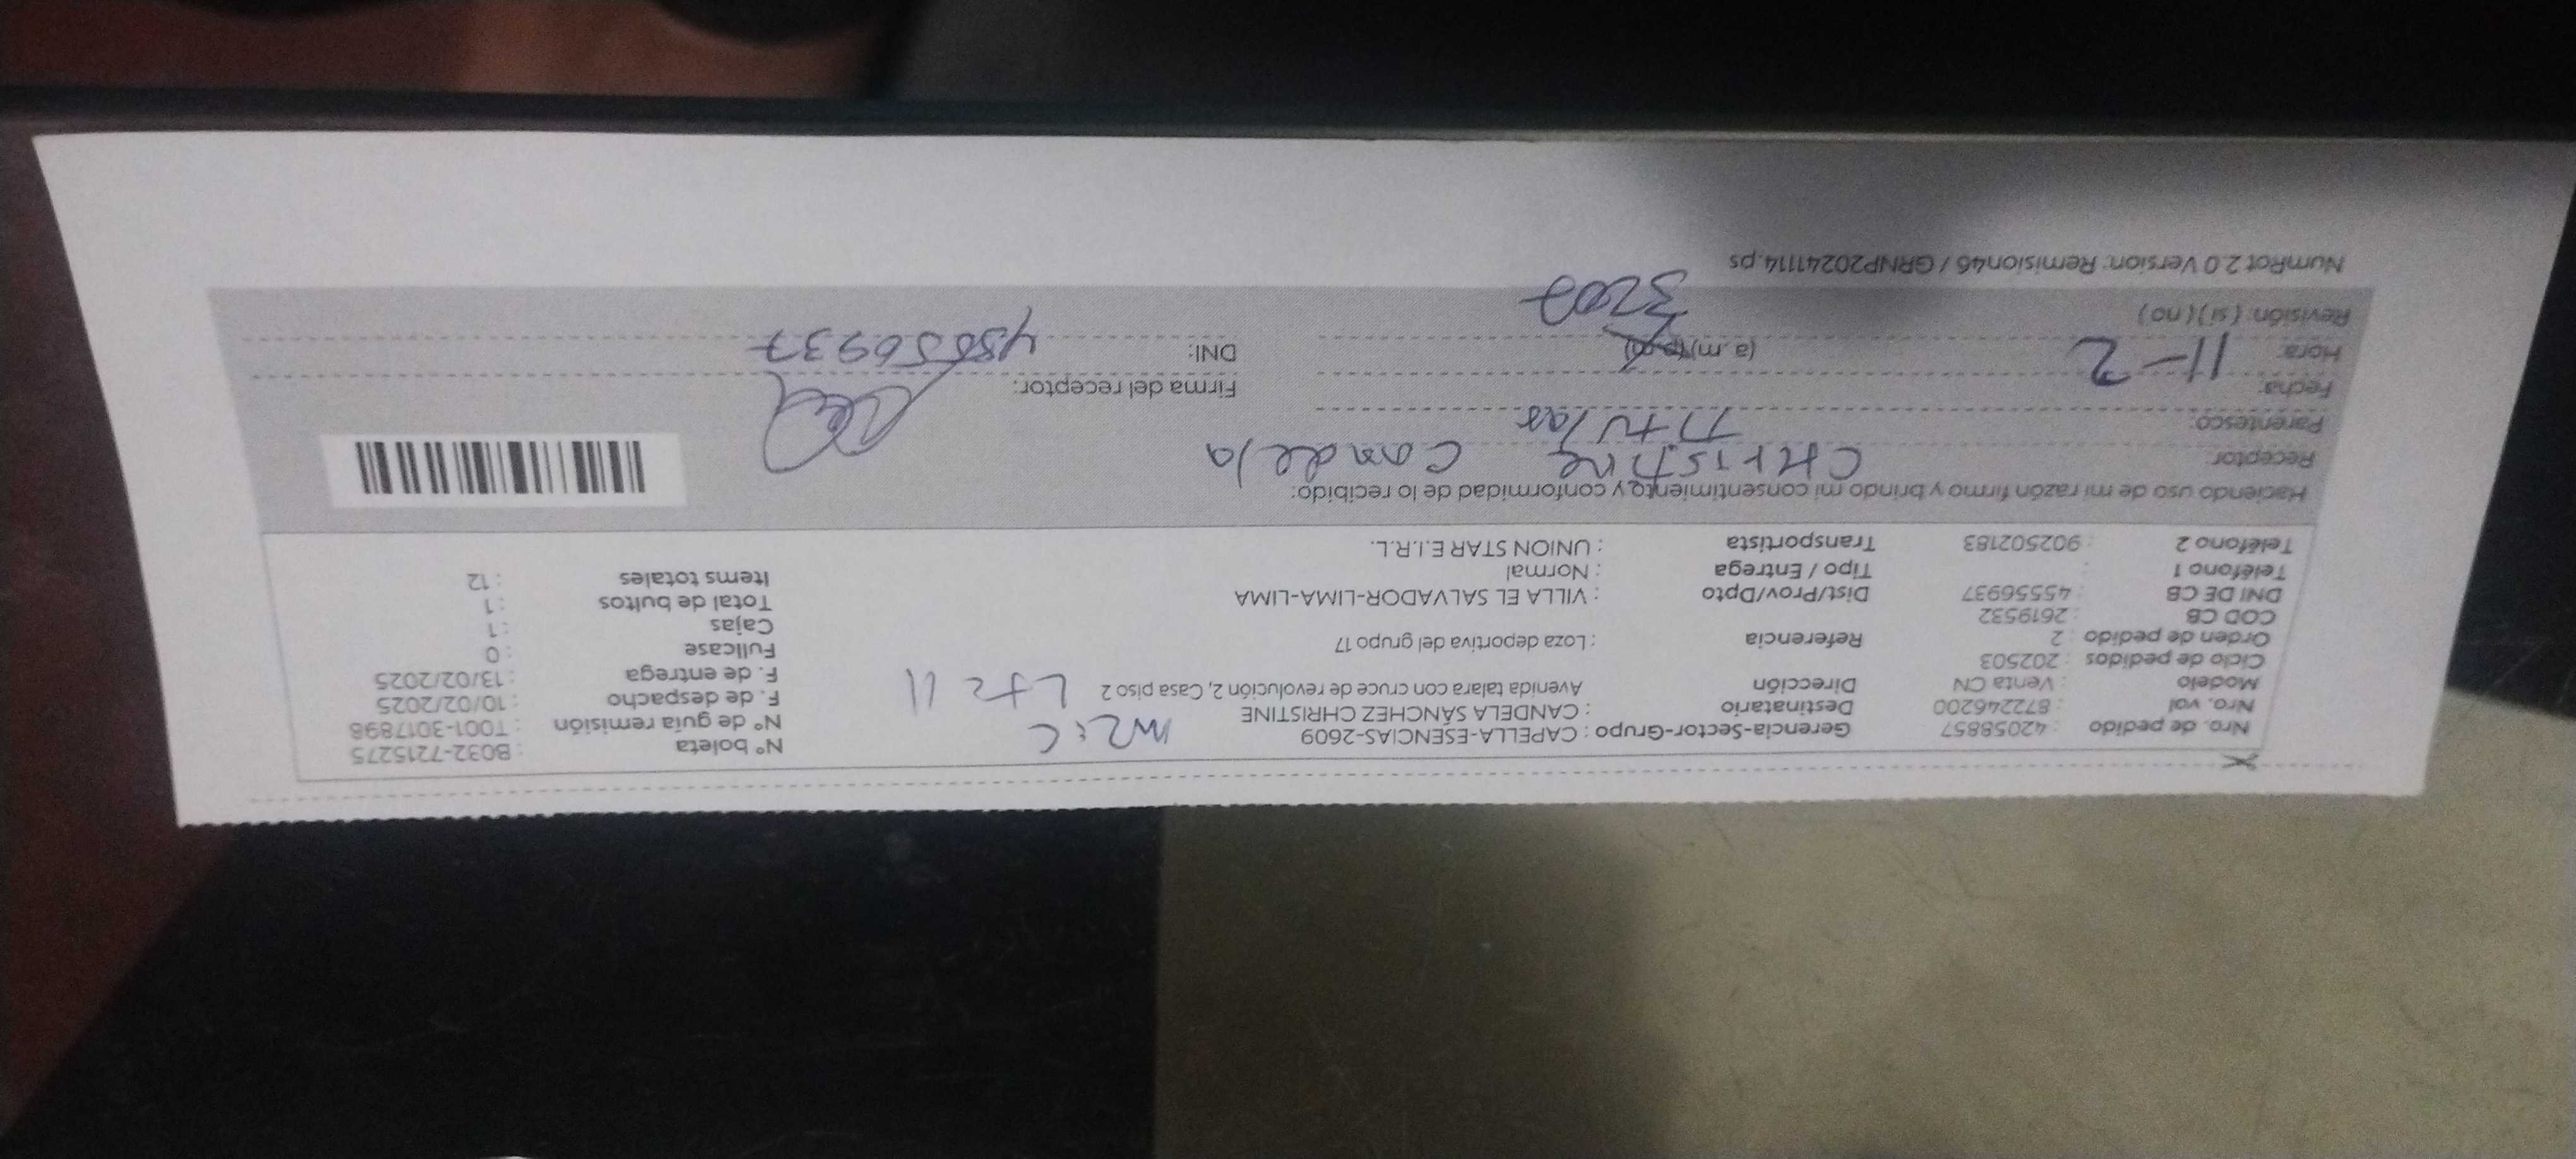 Nro. de pedido : 42058857 Gerencia-Sector-Grupo : CAPELLA-ESENCIAS-2609 Mz: C Nº boleta : B032-7215275
Nro. vol : 872246200 Destinatario : CANDELA SÁNCHEZ CHRISTINE Nº de guía remisión : T001-3017898
Modelo : Venta CN Dirección Avenida talara con cruce de revolución 2, Casa piso 2 Ltz 11 F. de despacho : 10/02/2025
Ciclo de pedidos : 202503 F. de entrega : 13/02/2025
Orden de pedido : 2 Referencia : Loza deportiva del grupo 17 Fullcase : 0
COD CB : 2619532 Cajas : 1
DNI DE CB : 45556937 Dist/Prov/Dpto : VILLA EL SALVADOR-LIMA-LIMA Total de bultos : 1
Teléfono 1 : Tipo / Entrega : Normal Items totales : 12
Teléfono 2 : 902502183 Transportista : UNION STAR E.I.R.L.
Haciendo uso de mi razón firmo y brindo mi consentimiento y conformidad de lo recibido:
Receptor: CHristine Candela
Parentesco: Titular
Fecha: Firma del receptor:
Hora: 11-2 (a.m)(p.m) DNI: 45556937
Revisión: (si)(no)
NumRot 2.0 Version: Remision46 / GRNP20241114.ps